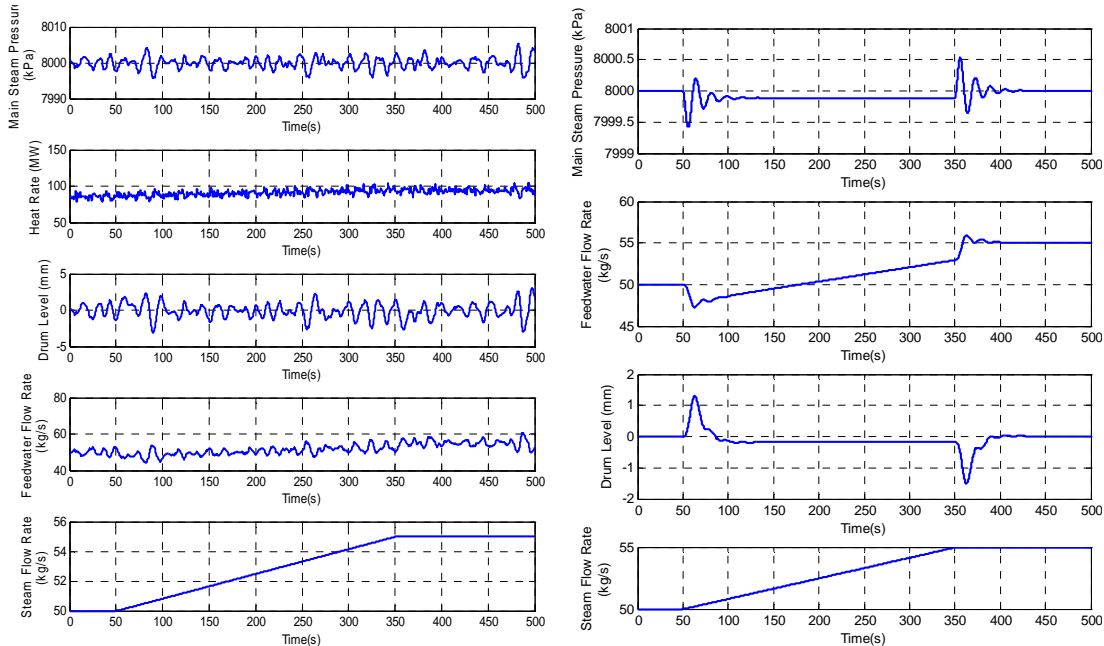 Main Steam Pressure
(kPa)
8010
8000
7990
0 50 100 150 200 250 300 350 400 450 500
Time(s)
Heat Rate (MW)
150
100
50
0 50 100 150 200 250 300 350 400 450 500
Time(s)
Drum Level (mm)
5
0
-5
0 50 100 150 200 250 300 350 400 450 500
Time(s)
Feedwater Flow Rate
(kg/s)
80
60
40
0 50 100 150 200 250 300 350 400 450 500
Time(s)
Steam Flow Rate
(kg/s)
56
54
52
50
0 50 100 150 200 250 300 350 400 450 500
Time(s)
Main Steam Pressure (kPa)
8001
8000.5
8000
7999.5
7999
0 50 100 150 200 250 300 350 400 450 500
Time(s)
Feedwater Flow Rate
(kg/s)
60
55
50
45
0 50 100 150 200 250 300 350 400 450 500
Time(s)
Drum Level (mm)
2
1
0
-1
-2
0 50 100 150 200 250 300 350 400 450 500
Time(s)
Steam Flow Rate
(kg/s)
55
50
0 50 100 150 200 250 300 350 400 450 500
Time(s)